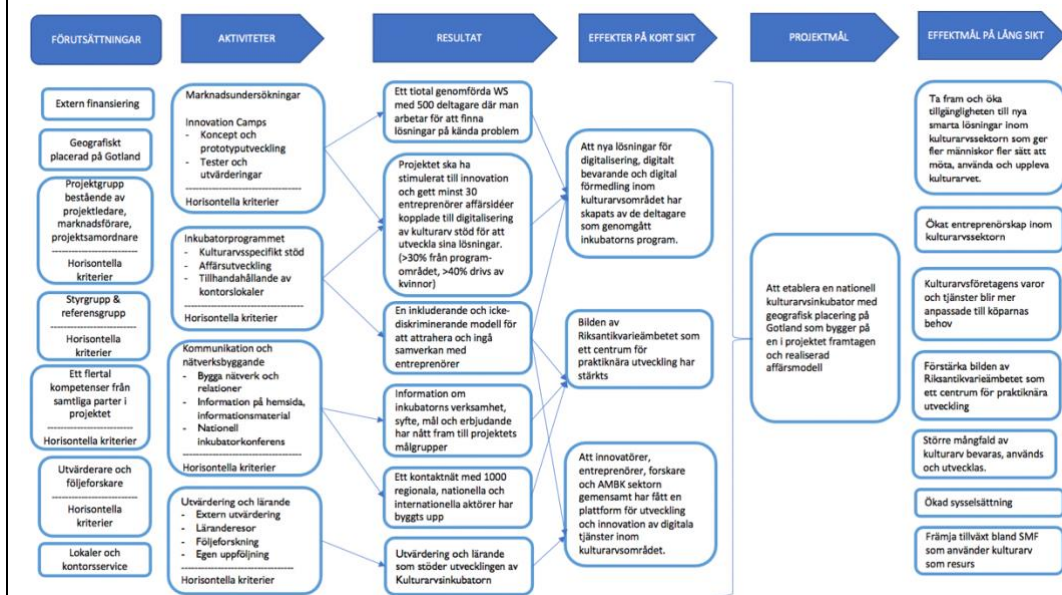 FÖRUTSÄTTNINGAR
AKTIVITETER
RESULTAT
EFFEKTER PÅ KORT SIKT
PROJEKTMÅL
EFFEKTMÅL PÅ LÅNG SIKT
Extern finansiering
Geografiskt
placerad på Gotland
Projektgrupp
bestående av
projektledare,
marknadsförare,
projektsamordnare
--------------------
Horisontella
kriterier
Styrgrupp &
referensgrupp
--------------------
Horisontella
kriterier
Ett flertal
kompetenser från
samtliga parter i
projektet
--------------------
Horisontella kriterier
Utvärderare och
följeforskare
--------------------
Horisontella
kriterier
Lokaler och
kontorsservice
Marknadsundersökningar
Innovation Camps
- Koncept och
prototyputveckling
- Tester och
utvärderingar
--------------------
Horisontella kriterier
Inkubatorprogrammet
- Kulturarvsspecifikt stöd
- Affärsutveckling
- Tillhandahållande av
kontorslokaler
--------------------
Horisontella kriterier
Kommunikation och
nätverksbyggande
- Bygga nätverk och
relationer
- Information på hemsida,
informationsmaterial
- Nationell
inkubatorkonferens
--------------------
Horisontella kriterier
Utvärdering och lärande
- Extern utvärdering
- Läranderesor
- Följeforskning
- Egen uppföljning
--------------------
Horisontella kriterier
Ett tiotal genomförda WS
med 500 deltagare där man
arbetar för att finna
lösningar på kända problem
Projektet ska ha
stimulerat till innovation
och gett minst 30
entreprenörer affärsidéer
kopplade till digitalisering
av kulturarv stöd för att
utveckla sina lösningar.
(>30% från program-
området, >40% drivs av
kvinnor)
En inkluderande och icke-
diskriminerande modell för
att attrahera och ingå
samverkan med
entreprenörer
Information om
inkubatorns verksamhet,
syfte, mål och erbjudande
har nått fram till projektets
målgrupper
Ett kontaktnät med 1000
regionala, nationella och
internationella aktörer har
byggts upp
Utvärdering och lärande
som stöder utvecklingen av
Kulturarvsinkubatorn
Att nya lösningar för
digitalisering, digitalt
bevarande och digital
förmedling inom
kulturarvsområdet har
skapats av de deltagare
som genomgått
inkubatorns program.
Bilden av
Riksantikvarieämbetet som
ett centrum för
praktiknära utveckling har
stärkts
Att innovatörer,
entreprenörer, forskare
och AMBK sektorn
gemensamt har fått en
plattform för utveckling
och innovation av digitala
tjänster inom
kulturarvsområdet.
Att etablera en nationell
kulturarvsinkubator med
geografisk placering på
Gotland som bygger på
en i projektet framtagen
och realiserad
affärsmodell
Ta fram och öka
tillgängligheten till nya
smarta lösningar inom
kulturarvssektorn som ger
fler människor fler sätt att
möta, använda och uppleva
kulturarvet.
Ökat entreprenörskap inom
kulturarvssektorn
Kulturarvsföretagens varor
och tjänster blir mer
anpassade till köparnas
behov
Förstärka bilden av
Riksantikvarieämbetet som
ett centrum för praktiknära
utveckling
Större mångfald av
kulturarv bevaras, används
och utvecklas.
Ökad sysselsättning
Främja tillväxt bland SMF
som använder kulturarv
som resurs